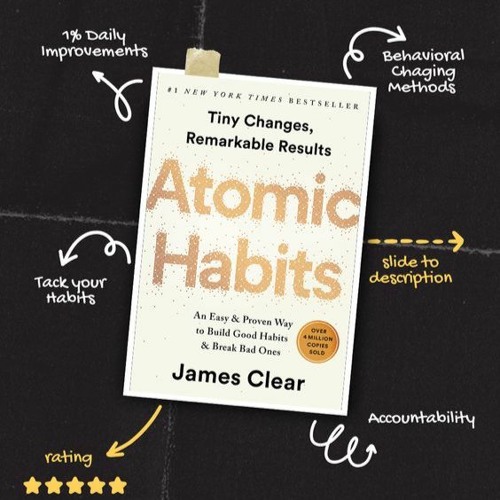 1% Daily
Improvements
Behavioral
Chaging
Methods
#1 NEW YORK TIMES BESTSELLER
Tiny Changes,
Remarkable Results
Atomic
Habits
slide to
description
Tack your
Habits
An Easy & Proven Way
to Build Good Habits
& Break Bad Ones
OVER
4 MILLION
COPIES
SOLD
James Clear
Accountability
rating